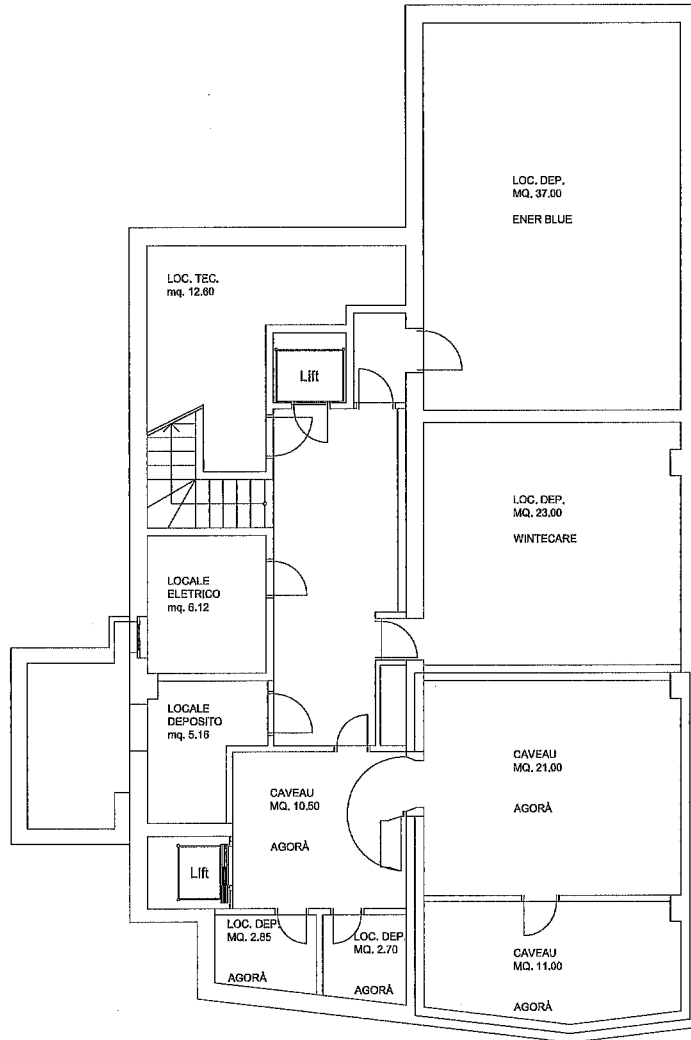 LOC. DEP.
MQ. 37.00
ENER BLUE
LOC. TEC.
mq. 12.60
Lift
LOC. DEP.
MQ. 23.00
WINTECARE
LOCALE
ELETRICO
mq. 6.12
LOCALE
DEPOSITO
mq. 5.16
CAVEAU
MQ. 21.00
AGORÀ
CAVEAU
MQ. 10.50
AGORÀ
Lift
LOC. DEP.
MQ. 2.85
AGORÀ
LOC. DEP.
MQ. 2.70
AGORÀ
CAVEAU
MQ. 11.00
AGORÀ